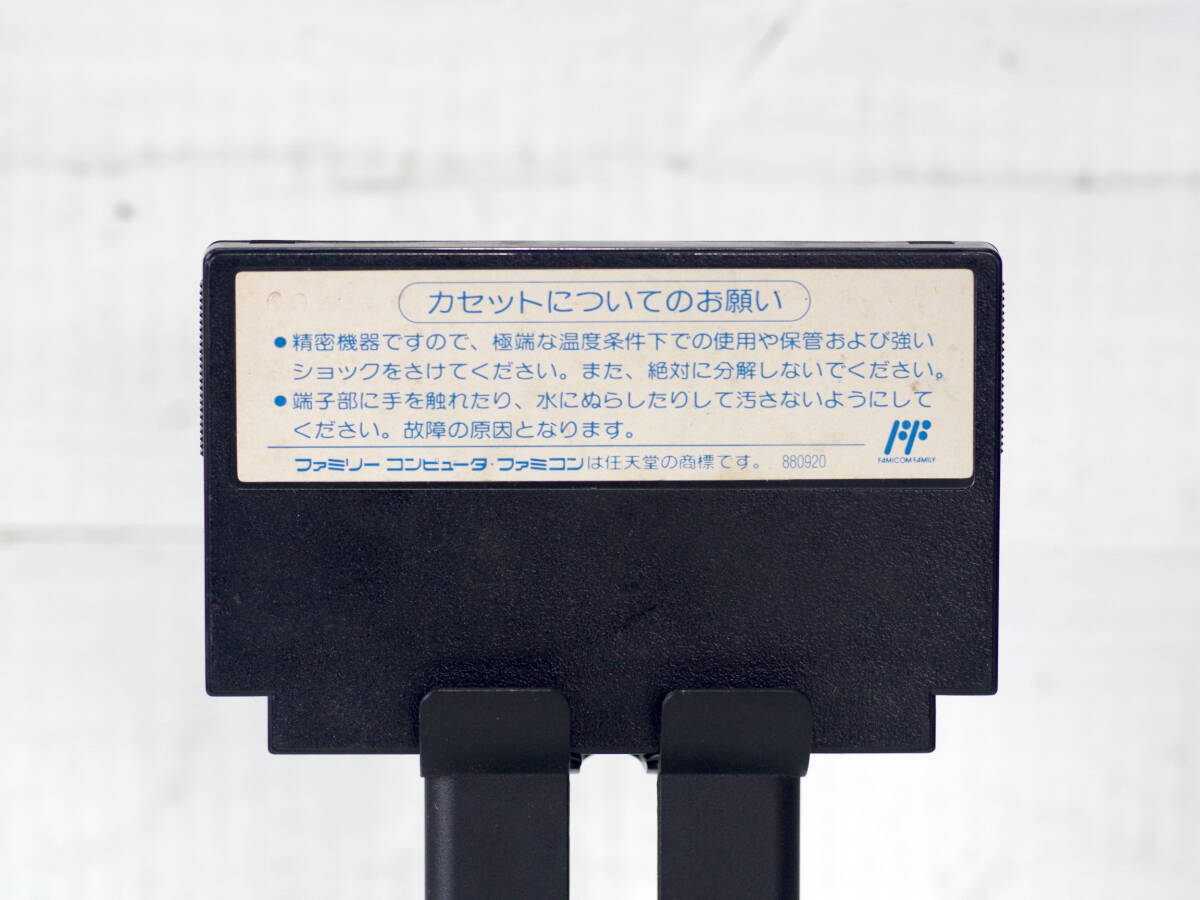 カセットについてのお願い
●精密機器ですので、極端な温度条件下での使用や保管および強い
ショックをさけてください。また、絶対に分解しないでください。
●端子部に手を触れたり、水にぬらしたりして汚さないようにして
ください。故障の原因となります。
FAMICOM FAMILY
ファミリー コンピュータ・ファミコンは任天堂の商標です。 880920